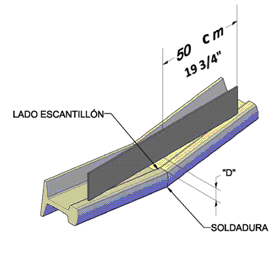 50 cm
19 3/4"
LADO ESCANTILLÓN
"D"
SOLDADURA